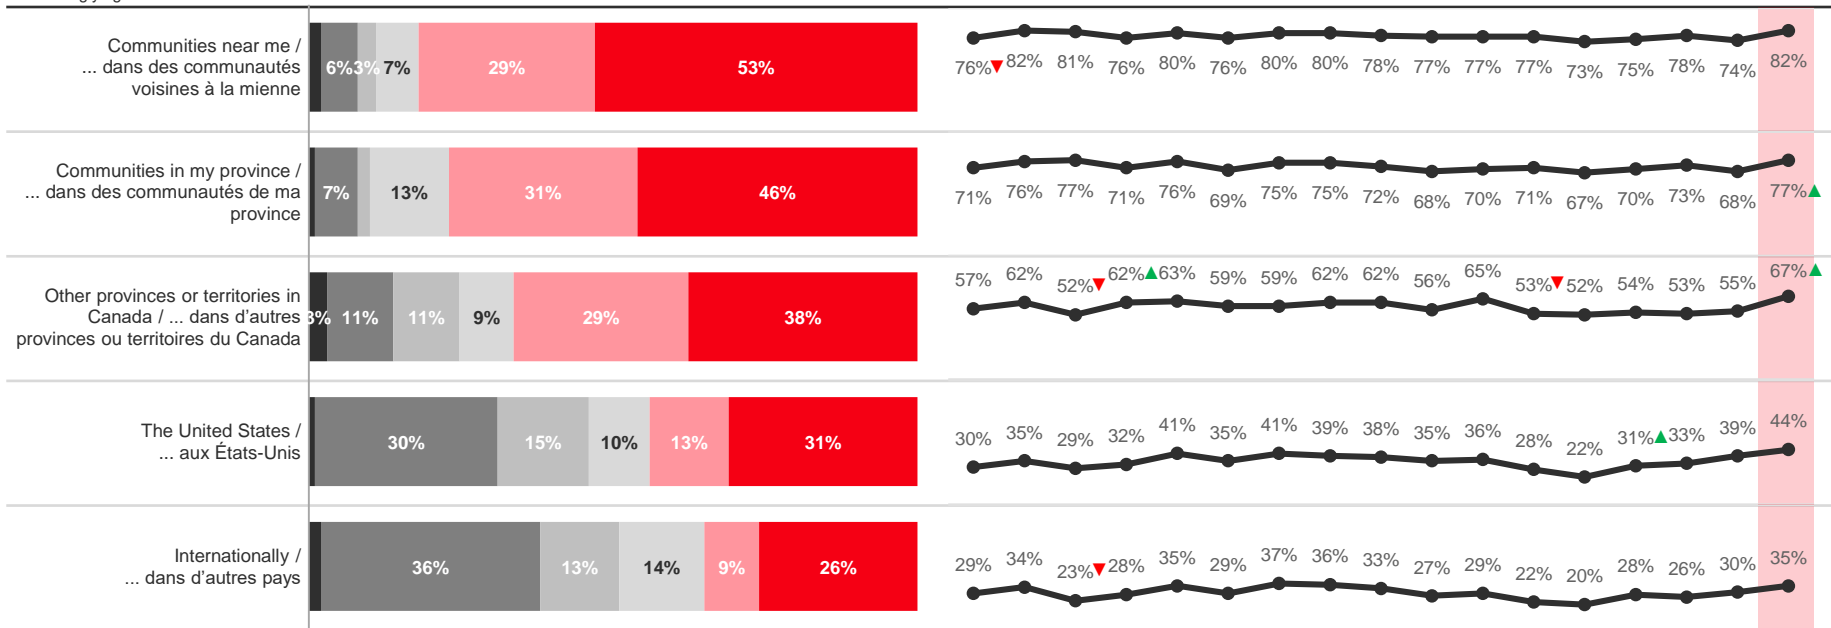 Communities near me /
... dans des communautés
voisines à la mienne
6% 3% 7% 29% 53%
76%▼ 82% 81% 76% 80% 76% 80% 80% 78% 77% 77% 77% 73% 75% 78% 74% 82%
Communities in my province /
... dans des communautés de ma
province
7% 13% 31% 46%
71% 76% 77% 71% 76% 69% 75% 75% 72% 68% 70% 71% 67% 70% 73% 68% 77%▲
Other provinces or territories in
Canada / ... dans d’autres
provinces ou territoires du Canada
3% 11% 11% 9% 29% 38%
57% 62% 52%▼ 62%▲ 63% 59% 59% 62% 62% 56% 65% 53%▼ 52% 54% 53% 55% 67%▲
The United States /
... aux États-Unis
30% 15% 10% 13% 31%
30% 35% 29% 32% 41% 35% 41% 39% 38% 35% 36% 28% 22% 31%▲ 33% 39% 44%
Internationally /
... dans d’autres pays
36% 13% 14% 9% 26%
29% 34% 23%▼ 28% 35% 29% 37% 36% 33% 27% 29% 22% 20% 28% 26% 30% 35%